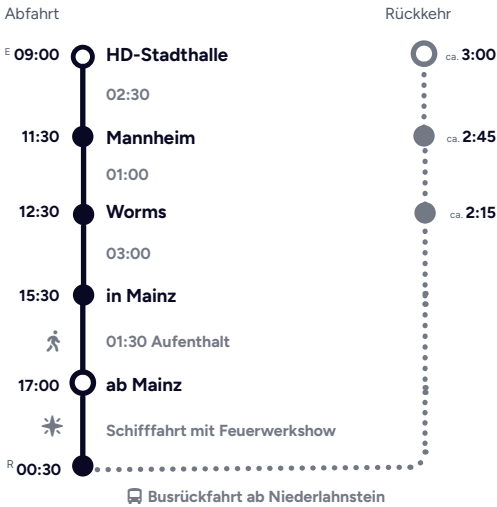 Abfahrt Rückkehr
E 09:00 HD-Stadthalle ca. 3:00
02:30
11:30 Mannheim ca. 2:45
01:00
12:30 Worms ca. 2:15
03:00
15:30 in Mainz
01:30 Aufenthalt
17:00 ab Mainz
Schifffahrt mit Feuerwerkshow
R 00:30
Busrückfahrt ab Niederlahnstein